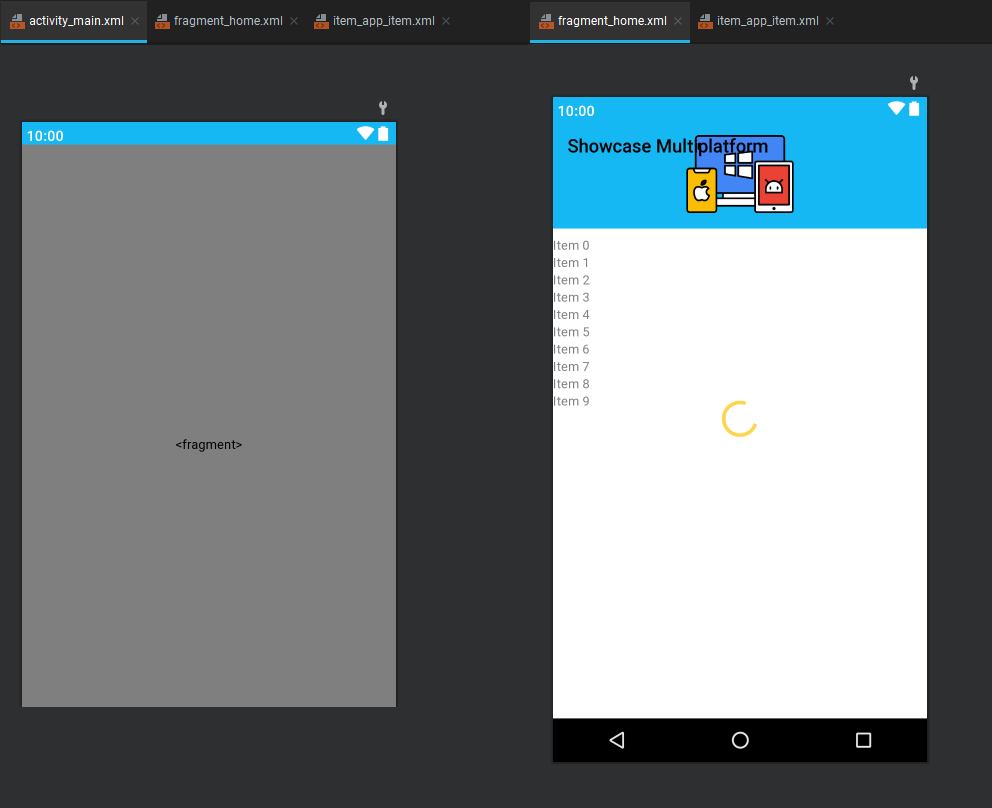 activity_main.xml fragment_home.xml item_app_item.xml
10:00
<fragment>
fragment_home.xml item_app_item.xml
10:00
Showcase Multiplatform
Item 0
Item 1
Item 2
Item 3
Item 4
Item 5
Item 6
Item 7
Item 8
Item 9